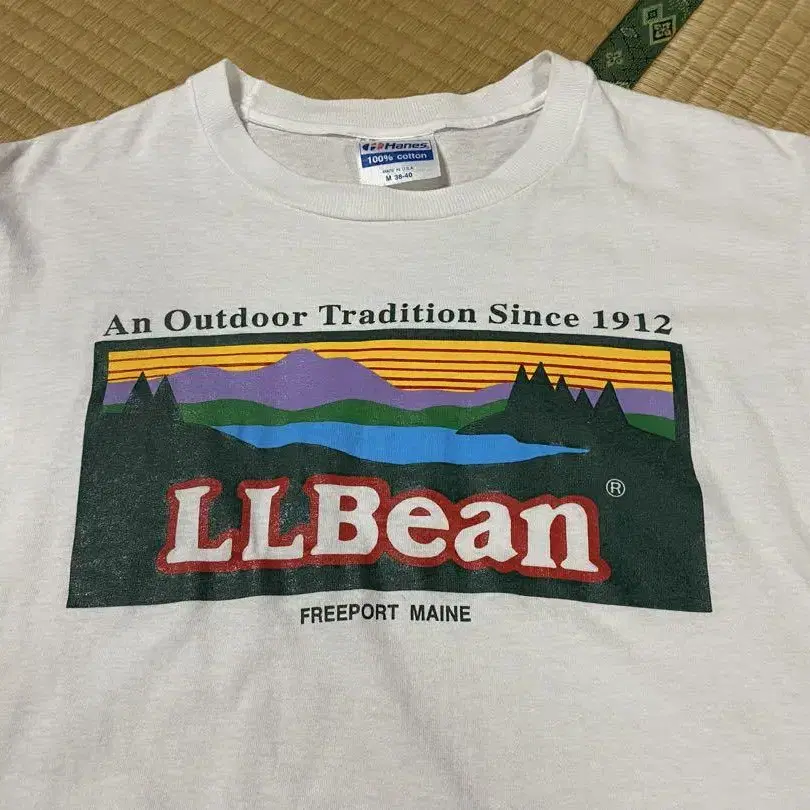 Hanes
100% cotton
MADE IN U.S.A.
M 38-40
An Outdoor Tradition Since 1912
LLBean ®
FREEPORT MAINE